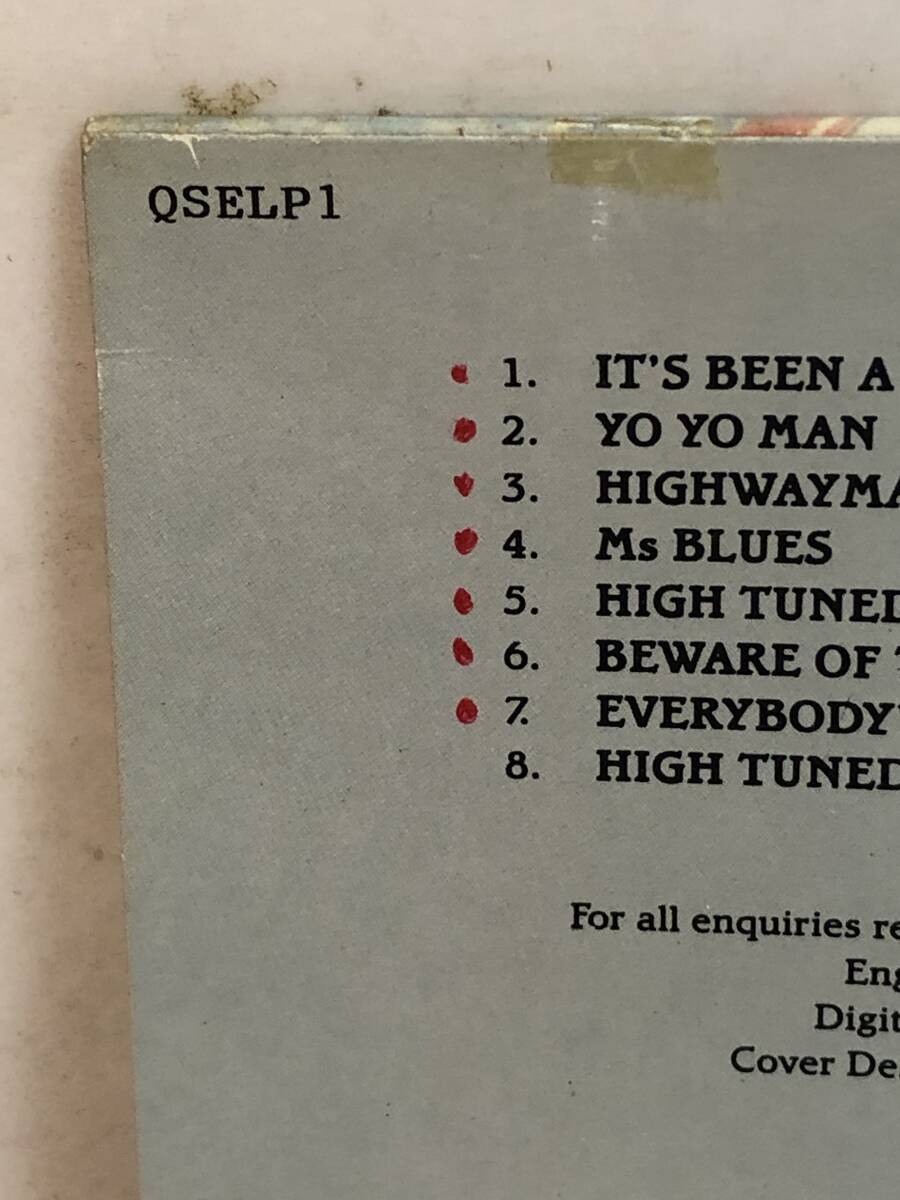 QSELP1
1. IT'S BEEN A
2. YO YO MAN
3. HIGHWAYMA
4. Ms BLUES
5. HIGH TUNED
6. BEWARE OF
7. EVERYBODY'
8. HIGH TUNED
For all enquiries re
Eng
Digit
Cover De